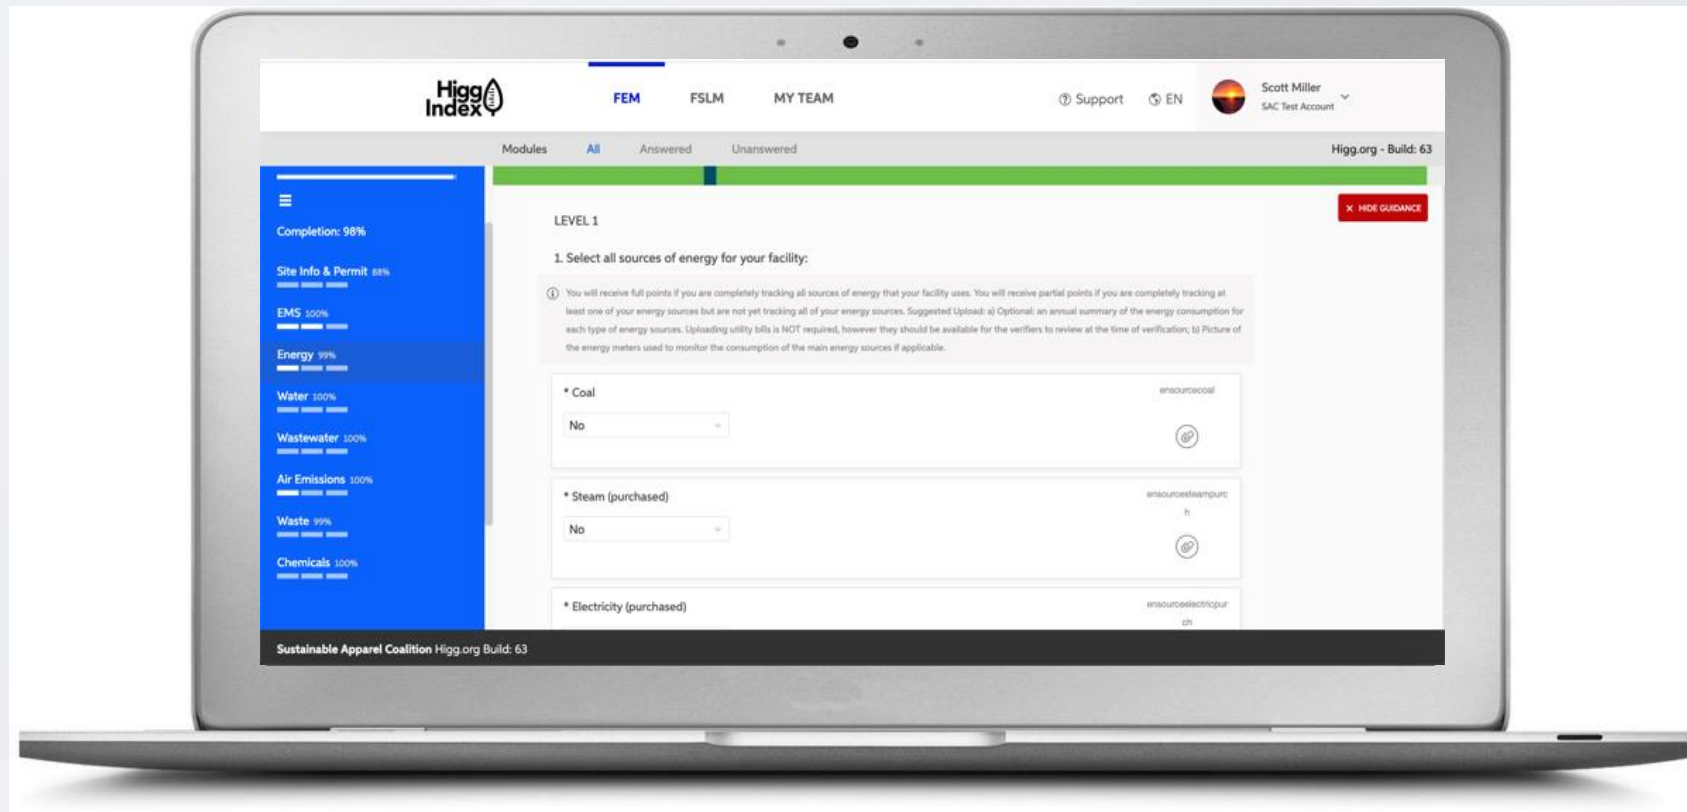 Higg
Index
FEM
FSLM
MY TEAM
Support
EN
Scott Miller
SAC Test Account
Modules
All
Answered
Unanswered
Higg.org - Build: 63
Completion: 98%
Site Info & Permit 88%
EMS 100%
Energy 99%
Water 100%
Wastewater 100%
Air Emissions 100%
Waste 99%
Chemicals 100%
× HIDE GUIDANCE
LEVEL 1
1. Select all sources of energy for your facility:
You will receive full points if you are completely tracking all sources of energy that your facility uses. You will receive partial points if you are completely tracking at
least one of your energy sources but are not yet tracking all of your energy sources. Suggested Upload: a) Optional: an annual summary of the energy consumption for
each type of energy sources. Uploading utility bills is NOT required, however they should be available for the verifiers to review at the time of verification; b) Picture of
the energy meters used to monitor the consumption of the main energy sources if applicable.
* Coal
ensourcecoal
No
* Steam (purchased)
ensourcesteampurc
h
No
* Electricity (purchased)
ensourceelectricpur
ch
Sustainable Apparel Coalition Higg.org Build: 63